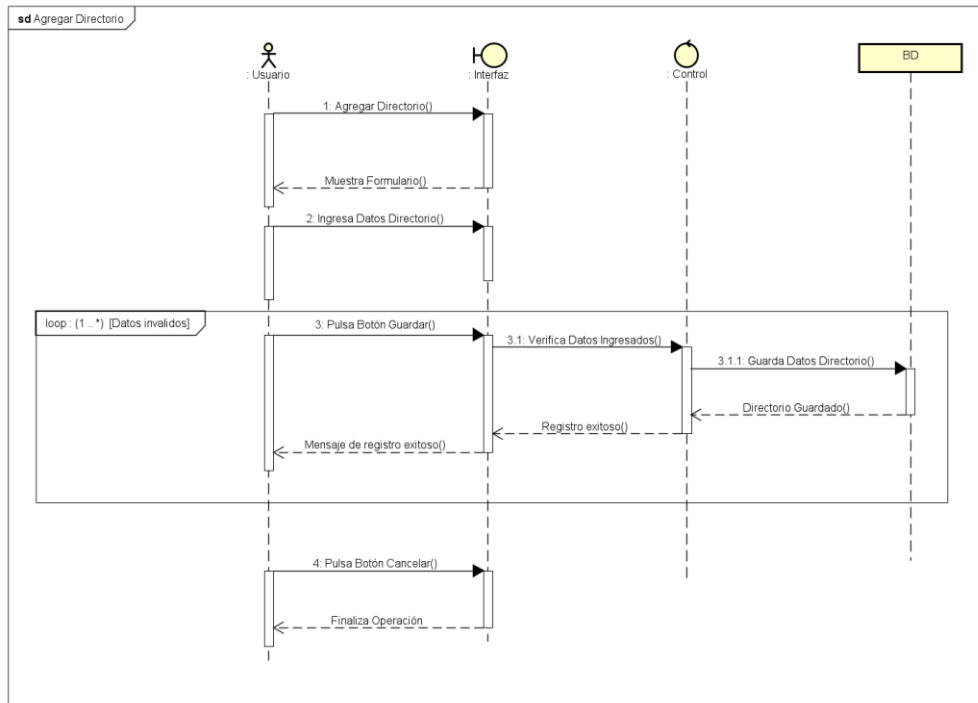 sd Agregar Directorio
: Usuario
: Interfaz
: Control
BD
1: Agregar Directorio()
Muestra Formulario()
2: Ingresa Datos Directorio()
loop : (1 .. *) [Datos invalidos]
3: Pulsa Botón Guardar()
3.1: Verifica Datos Ingresados()
3.1.1: Guarda Datos Directorio()
Directorio Guardado()
Registro exitoso()
Mensaje de registro exitoso()
4: Pulsa Botón Cancelar()
Finaliza Operación